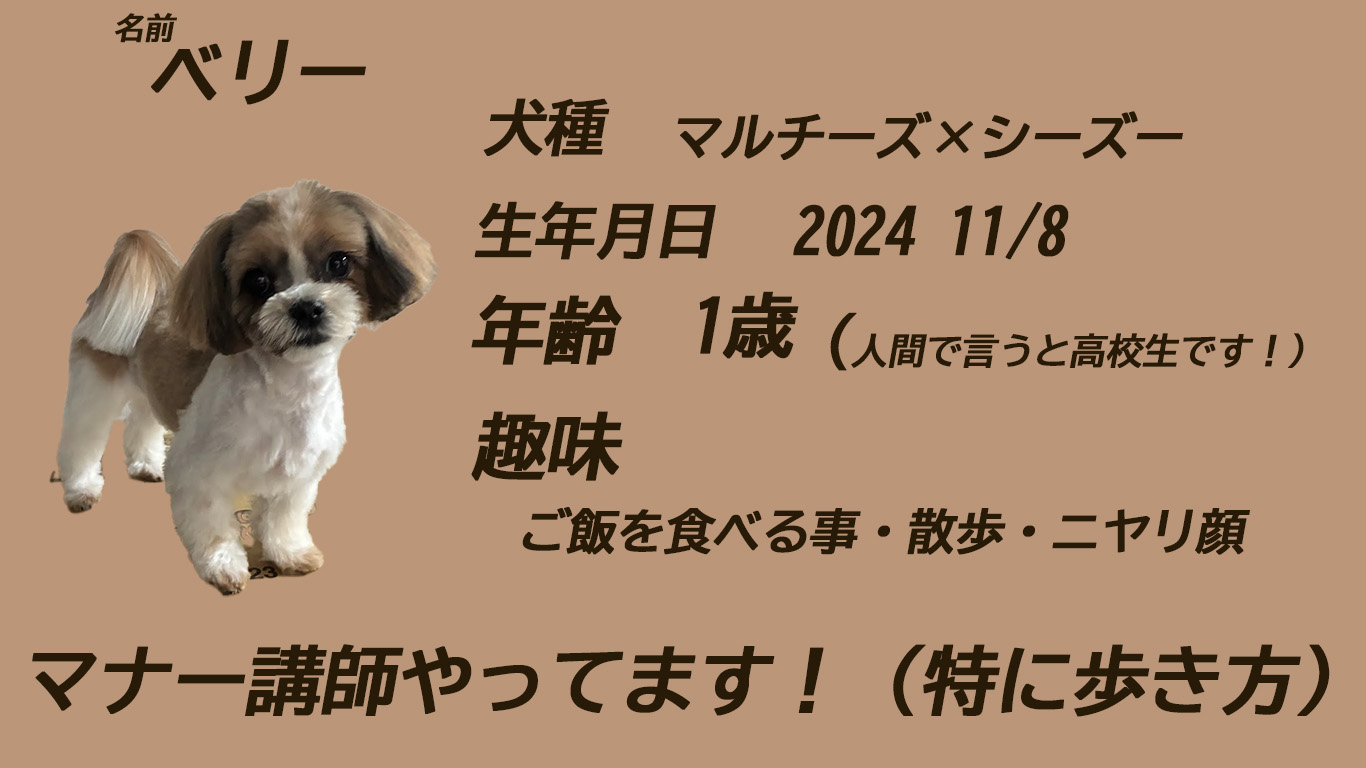 名前
ベリー
犬種 マルチーズ×シーズー
生年月日 2024 11/8
年齢 1歳（人間で言うと高校生です！）
趣味
ご飯を食べる事・散歩・ニヤリ顔
23
マナー講師やってます！（特に歩き方）